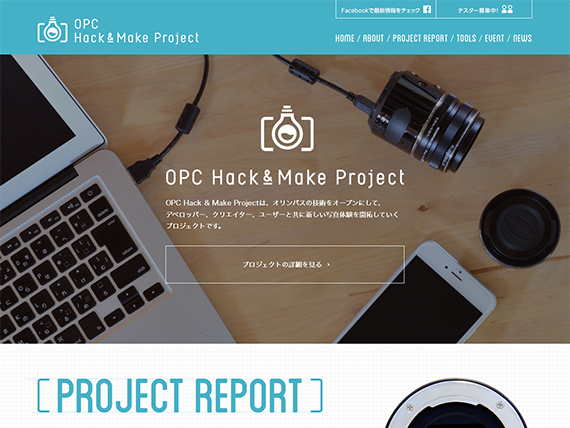 Facebookで最新情報をチェック
テスター募集中!
OPC
Hack&Make Project
HOME / ABOUT / PROJECT REPORT / TOOLS / EVENT / NEWS
OPC Hack&Make Project
OPC Hack & Make Projectは、オリンパスの技術をオープンにして、
デベロッパー、クリエイター、ユーザーと共に新しい写真体験を開拓していく
プロジェクトです。
プロジェクトの詳細を見る >
PROJECT REPORT